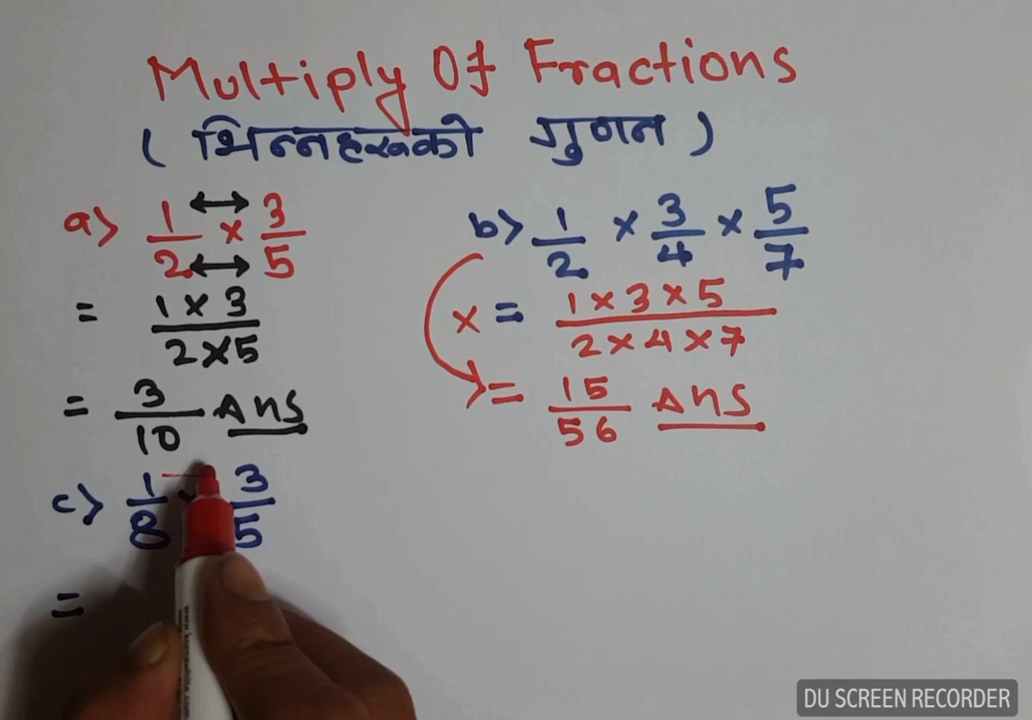 Multiply Of Fractions
( भिन्नहरूको गुणन )
a> 1/2 × 3/5
= 1 × 3 / 2 × 5
= 3/10 Ans
b> 1/2 × 3/4 × 5/7
× = 1 × 3 × 5 / 2 × 4 × 7
= 15/56 Ans
c> 1/8 3/5
=
DU SCREEN RECORDER